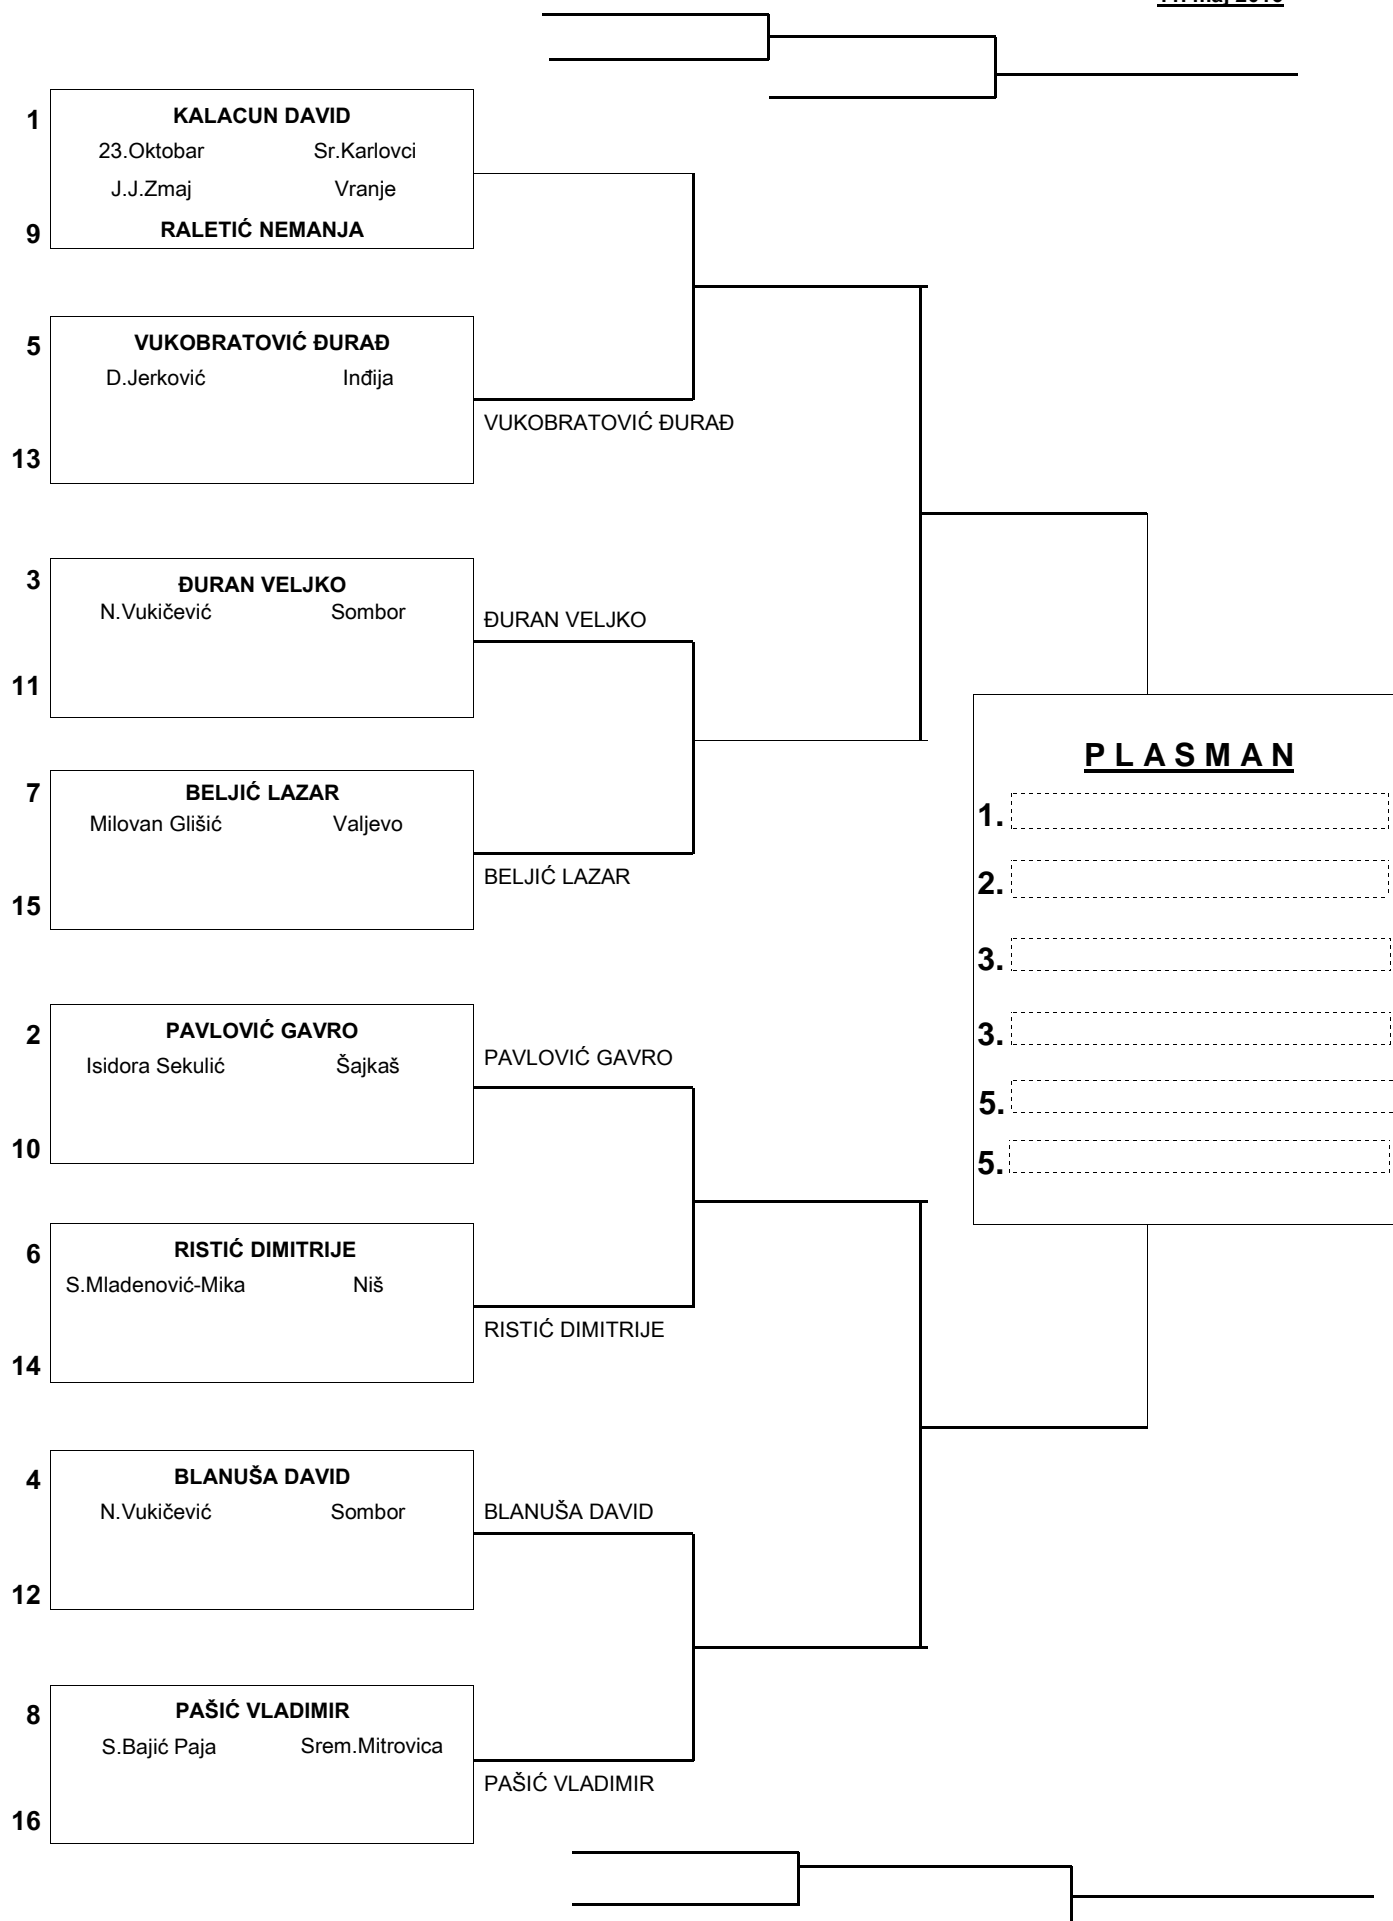 1 KALACUN DAVID
23.Oktobar Sr.Karlovci
J.J.Zmaj Vranje
9 RALETIĆ NEMANJA
5 VUKOBRATOVIĆ ĐURAĐ
D.Jerković Inđija
VUKOBRATOVIĆ ĐURAĐ
13
3 ĐURAN VELJKO
N.Vukičević Sombor
ĐURAN VELJKO
11
PLASMAN
7 BELJIĆ LAZAR
Milovan Glišić Valjevo
1.
BELJIĆ LAZAR
2.
15
3.
2 PAVLOVIĆ GAVRO
3.
Isidora Sekulić Šajkaš
PAVLOVIĆ GAVRO
5.
10
5.
6 RISTIĆ DIMITRIJE
S.Mladenović-Mika Niš
RISTIĆ DIMITRIJE
14
4 BLANUŠA DAVID
N.Vukičević Sombor
BLANUŠA DAVID
12
8 PAŠIĆ VLADIMIR
S.Bajić Paja Srem.Mitrovica
PAŠIĆ VLADIMIR
16